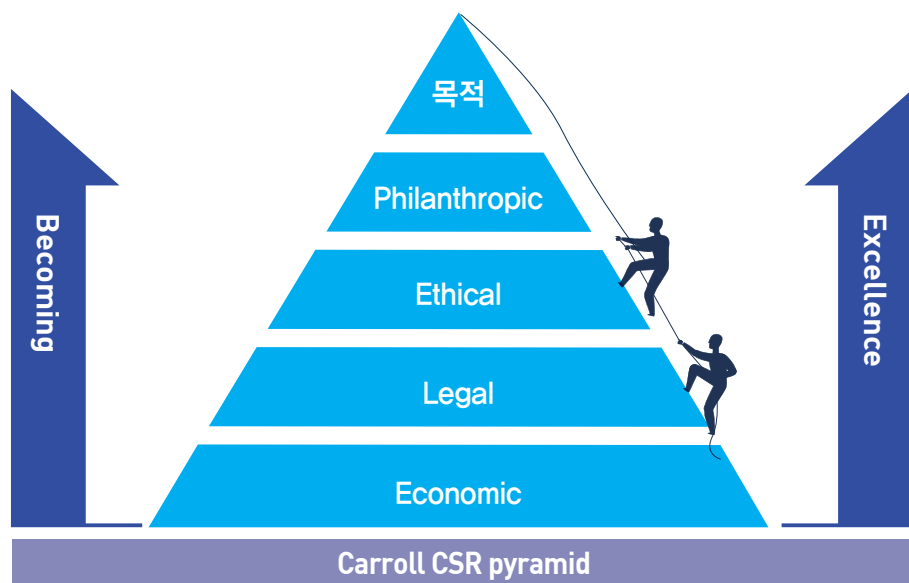 목적
Philanthropic
Ethical
Legal
Economic
Becoming
Excellence
Carroll CSR pyramid